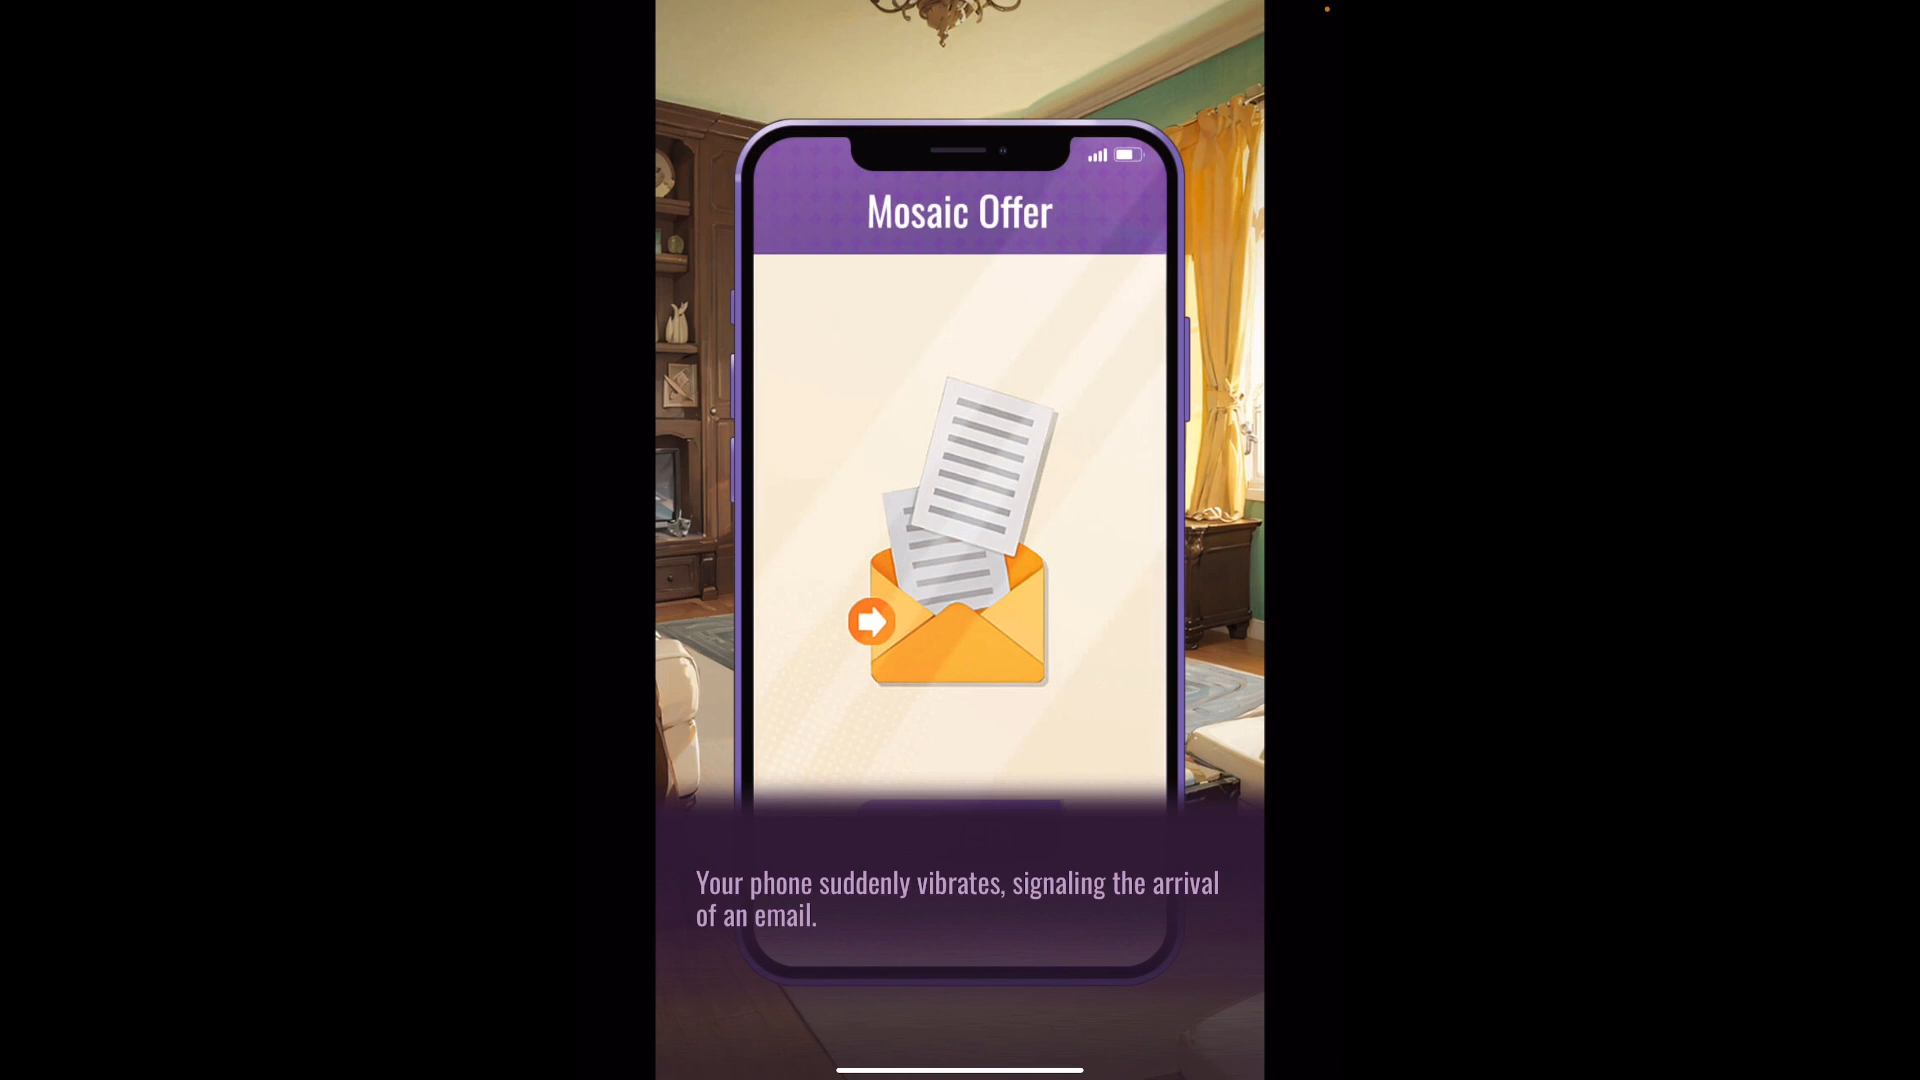 Mosaic Offer
Your phone suddenly vibrates, signaling the arrival
of an email.